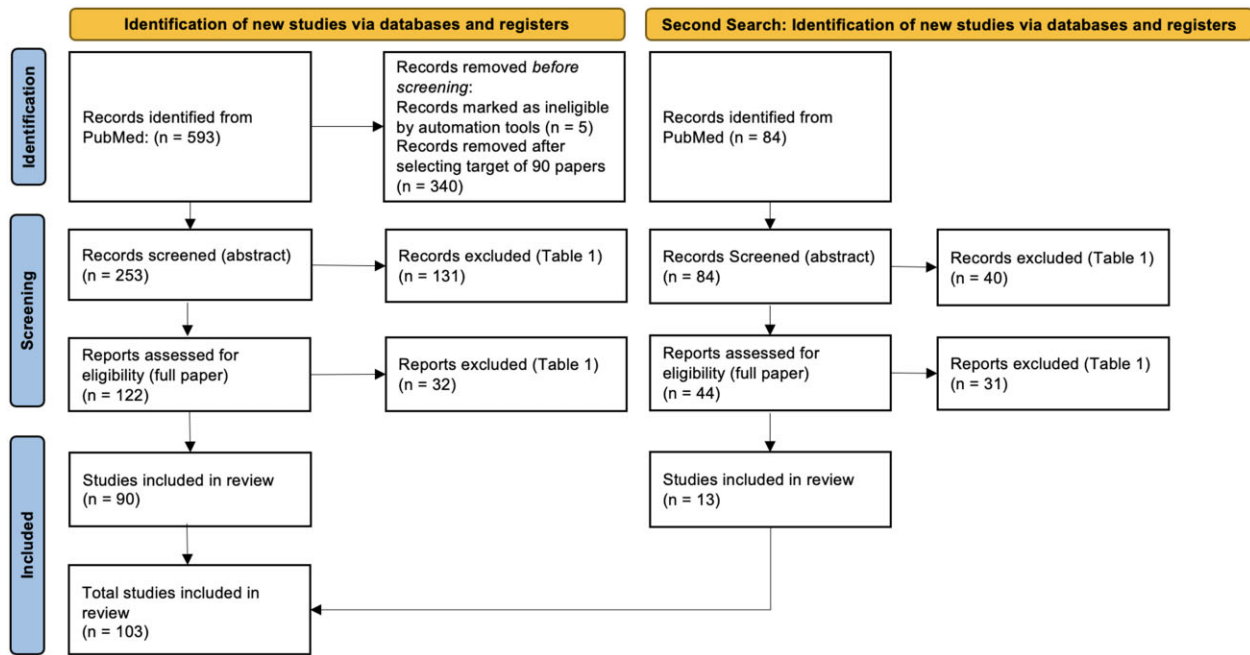 Identification of new studies via databases and registers
Second Search: Identification of new studies via databases and registers
Identification
Records identified from
PubMed: (n = 593)
Records removed before
screening:
Records marked as ineligible
by automation tools (n = 5)
Records removed after
selecting target of 90 papers
(n = 340)
Records identified from
PubMed (n = 84)
Screening
Records screened (abstract)
(n = 253)
Records excluded (Table 1)
(n = 131)
Records Screened (abstract)
(n = 84)
Records excluded (Table 1)
(n = 40)
Reports assessed for
eligibility (full paper)
(n = 122)
Reports excluded (Table 1)
(n = 32)
Reports assessed for
eligibility (full paper)
(n = 44)
Reports excluded (Table 1)
(n = 31)
Included
Studies included in review
(n = 90)
Studies included in review
(n = 13)
Total studies included in
review
(n = 103)